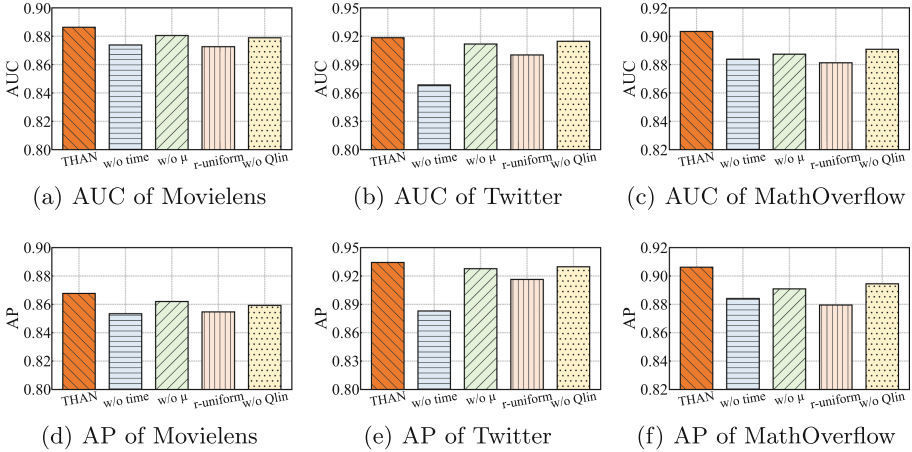 0.90
0.88
0.86
0.84
0.82
0.80
AUC
THAN
w/o time
w/o μ
r-uniform
w/o Qlin
(a) AUC of Movielens
0.95
0.92
0.89
0.86
0.83
0.80
AUC
THAN
w/o time
w/o μ
r-uniform
w/o Qlin
(b) AUC of Twitter
0.92
0.90
0.88
0.86
0.84
0.82
AUC
THAN
w/o time
w/o μ
r-uniform
w/o Qlin
(c) AUC of MathOverflow
0.90
0.88
0.86
0.84
0.82
0.80
AP
THAN
w/o time
w/o μ
r-uniform
w/o Qlin
(d) AP of Movielens
0.95
0.92
0.89
0.86
0.83
0.80
AP
THAN
w/o time
w/o μ
r-uniform
w/o Qlin
(e) AP of Twitter
0.92
0.90
0.88
0.86
0.84
0.82
AP
THAN
w/o time
w/o μ
r-uniform
w/o Qlin
(f) AP of MathOverflow